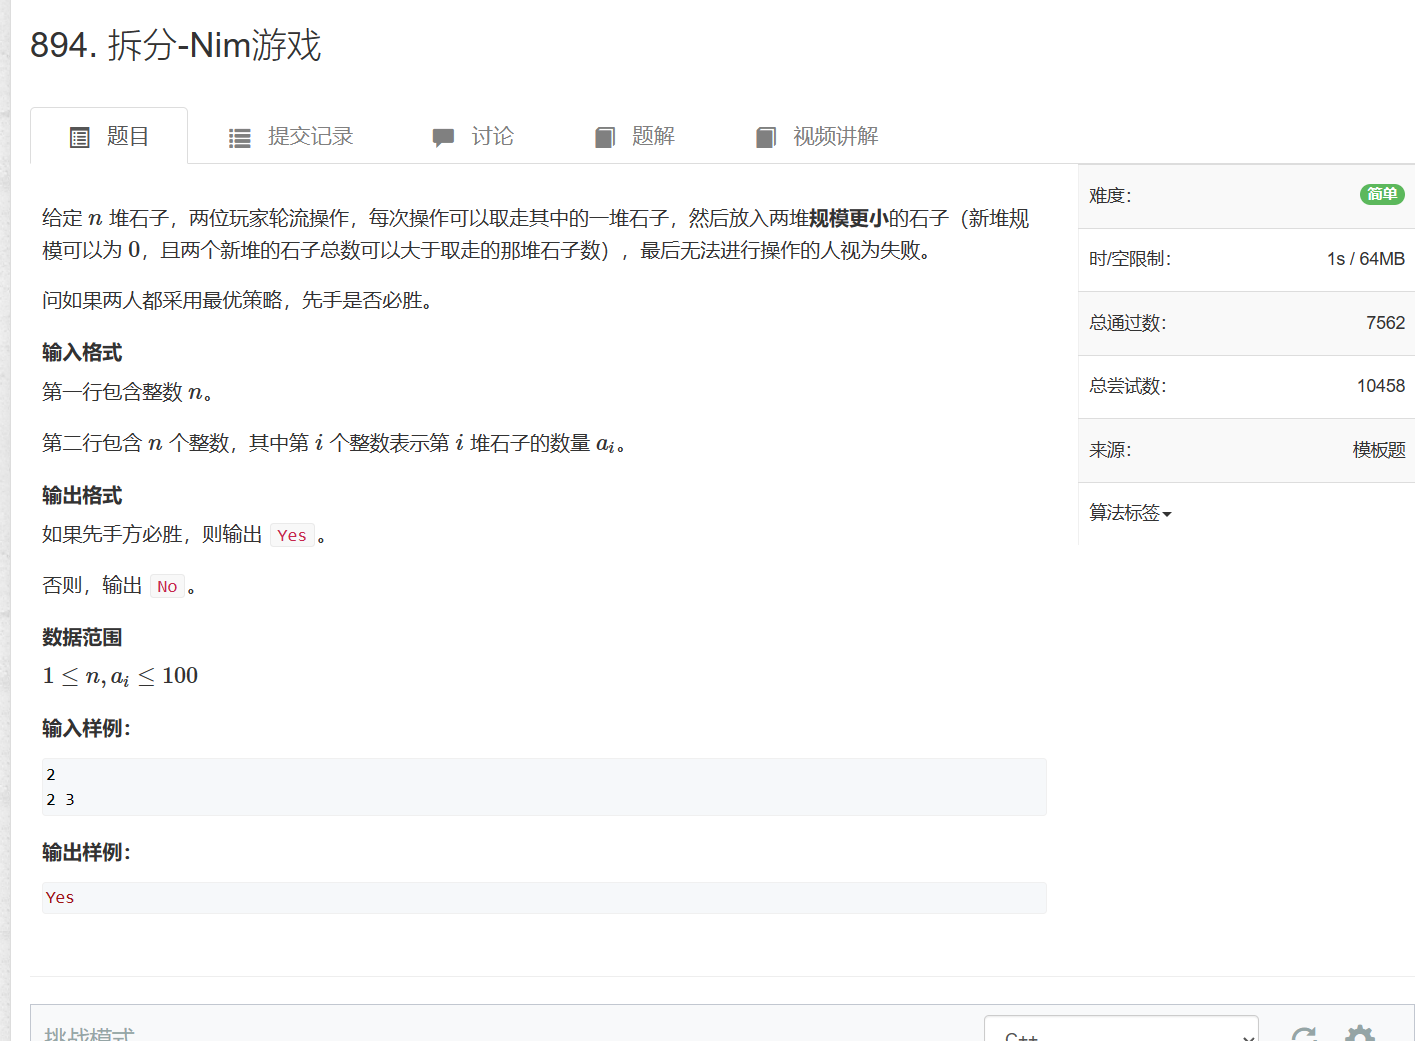 894. 拆分-Nim游戏
题目 提交记录 讨论 题解 视频讲解
给定 n 堆石子，两位玩家轮流操作，每次操作可以取走其中的一堆石子，然后放入两堆规模更小的石子（新堆规
模可以为 0，且两个新堆的石子总数可以大于取走的那堆石子数），最后无法进行操作的人视为失败。
问如果两人都采用最优策略，先手是否必胜。
输入格式
第一行包含整数 n。
第二行包含 n 个整数，其中第 i 个整数表示第 i 堆石子的数量 aᵢ。
输出格式
如果先手方必胜，则输出 Yes。
否则，输出 No。
数据范围
1 ≤ n, aᵢ ≤ 100
输入样例：
2
2 3
输出样例：
Yes
难度： 简单
时/空限制： 1s / 64MB
总通过数： 7562
总尝试数： 10458
来源： 模板题
算法标签
挑战模式 C++